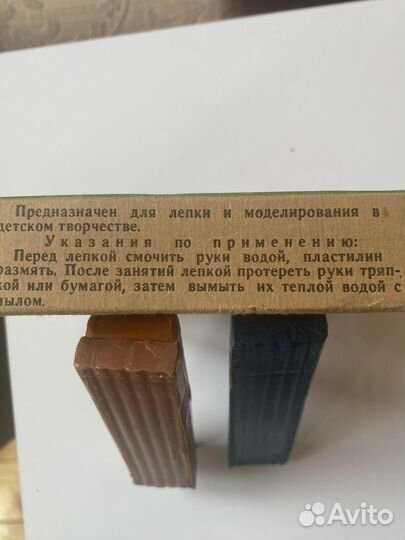 Предназначен для лепки и моделирования в
детском творчестве.
Указания по применению:
Перед лепкой смочить руки водой, пластилин
размять. После занятий лепкой протереть руки тряп-
кой или бумагой, затем вымыть их теплой водой с
мылом.
Avito